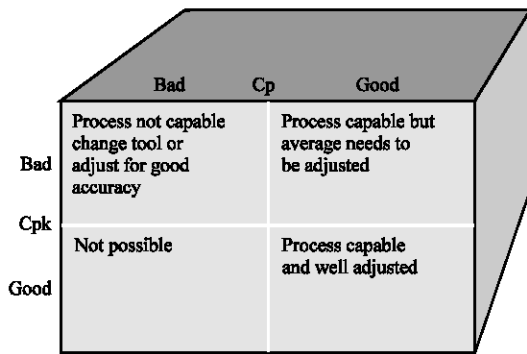 Bad Cp Good
Process not capable
change tool or
adjust for good
accuracy
Process capable but
average needs to
be adjusted
Bad
Cpk
Not possible
Process capable
and well adjusted
Good